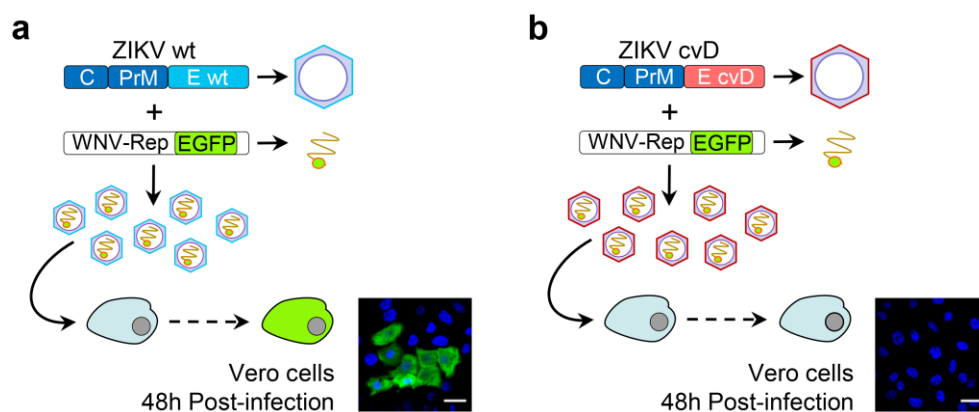 a
ZIKV wt
C PrM E wt
+
WNV-Rep EGFP
Vero cells
48h Post-infection
b
ZIKV cvD
C PrM E cvD
+
WNV-Rep EGFP
Vero cells
48h Post-infection